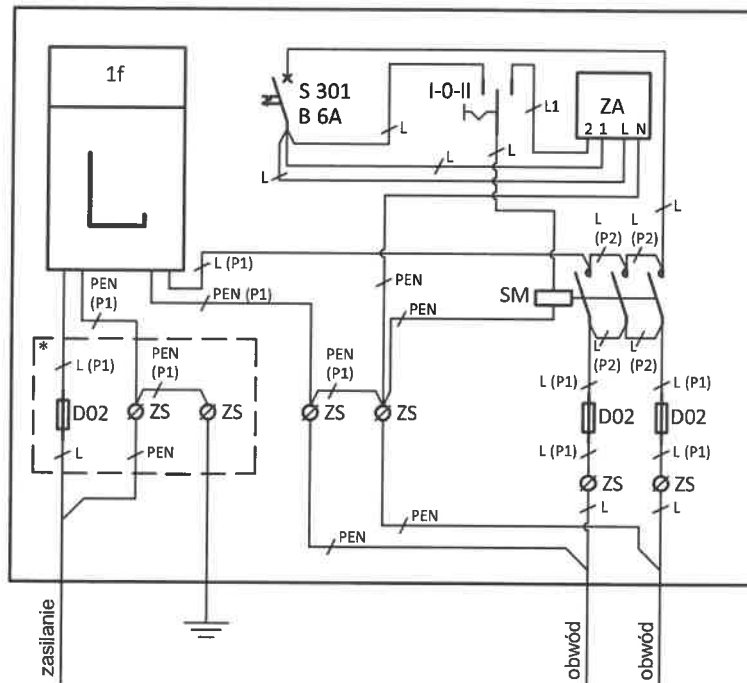 1f
S 301
B 6A
I-0-II
L1
ZA
2 1 L N
L
L
L
L
L
L (P1)
L
(P2)
L
(P2)
PEN
(P1)
PEN (P1)
PEN
SM
PEN
*
L (P1)
PEN
(P1)
PEN
(P1)
L
(P2)
L
(P2)
L (P1)
L (P1)
D02
ZS
ZS
ZS
ZS
D02
D02
L
PEN
L (P1)
L (P1)
ZS
ZS
L
L
PEN
PEN
zasilanie
obwód
obwód